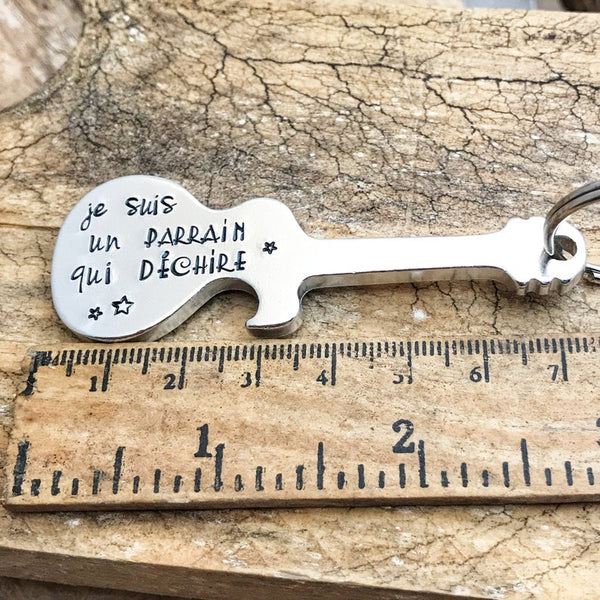 je suis
un PARRAIN
qui DÉCHIRE
1 2 3 4 5 6 7
1 2